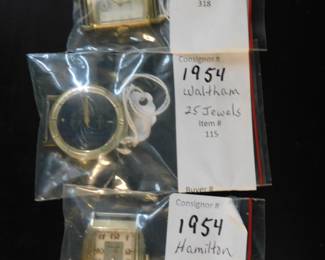 318
Consignor #
1954
Waltham
25 Jewels
Item #
115
Buyer #
Consignor #
1954
Hamilton